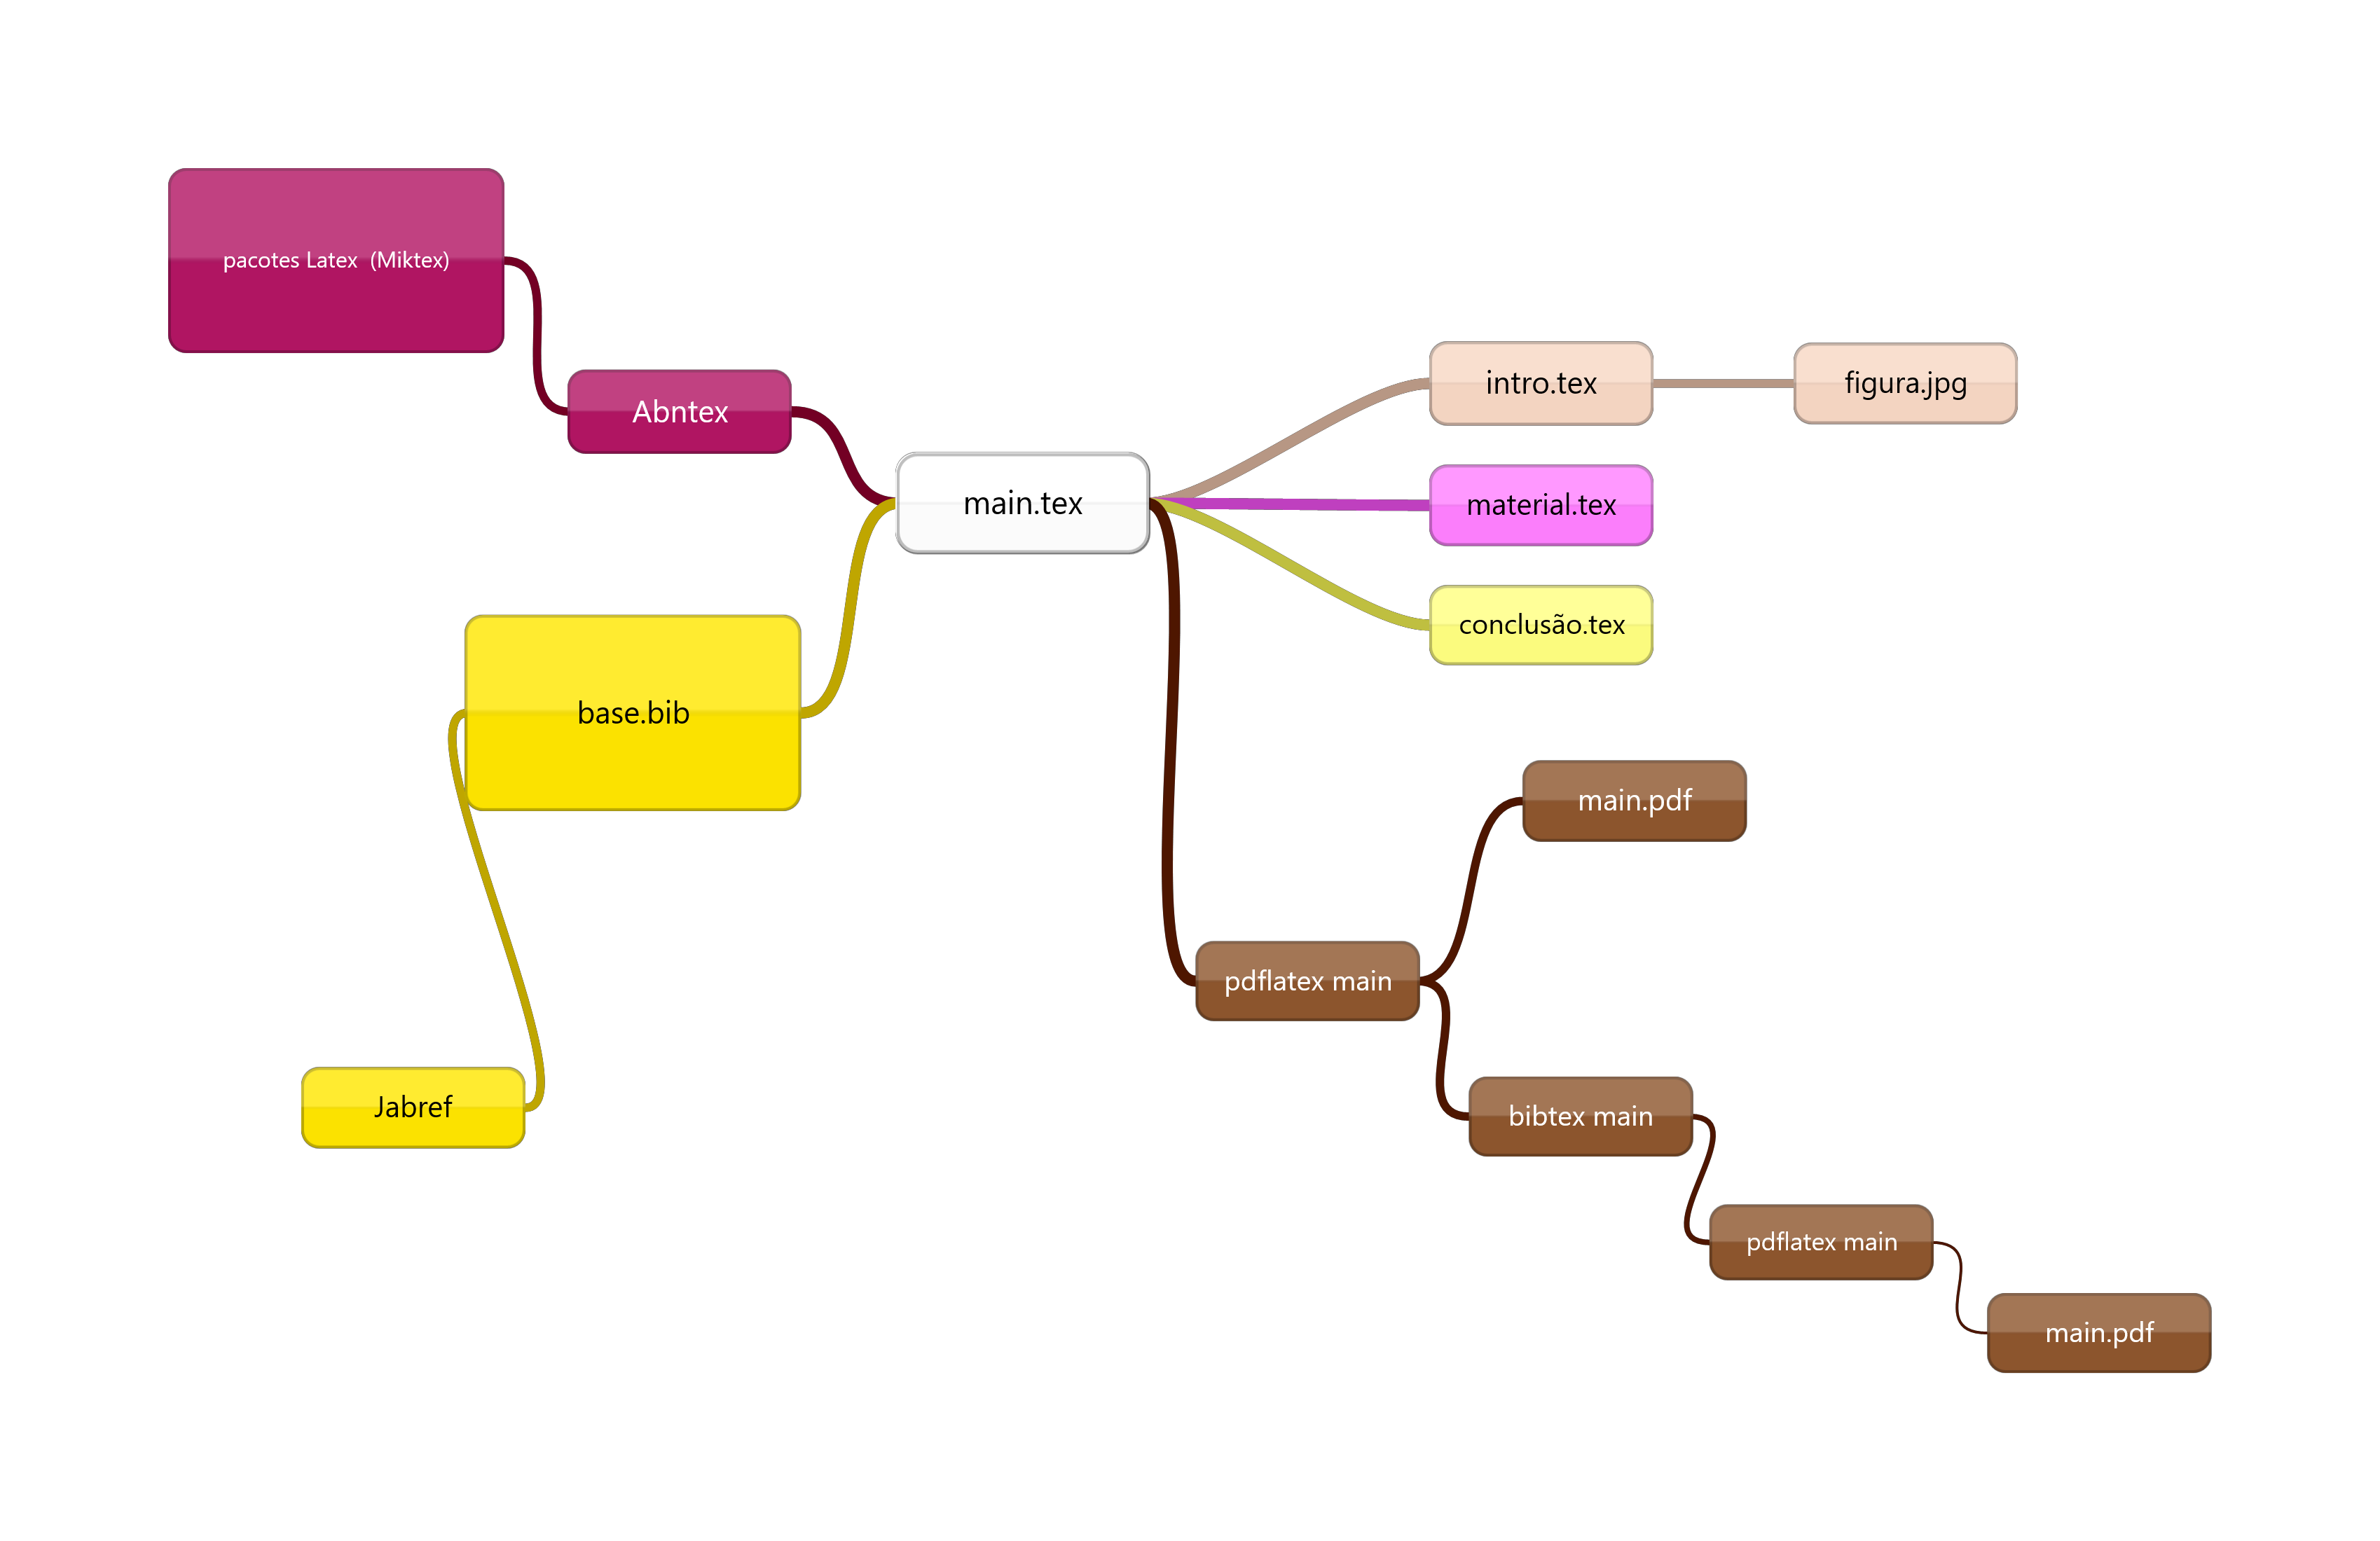 pacotes Latex  (Miktex)
Abntex
main.tex
base.bib
Jabref
intro.tex
figura.jpg
material.tex
conclusão.tex
main.pdf
pdflatex main
bibtex main
pdflatex main
main.pdf